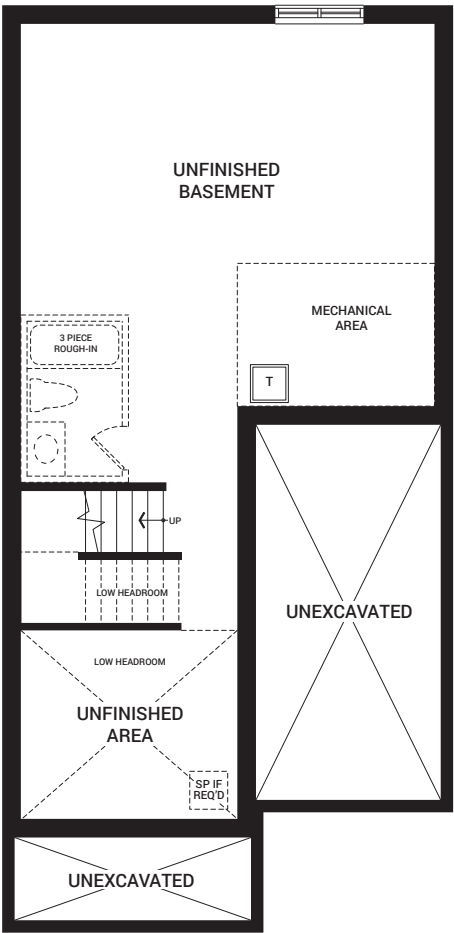 UNFINISHED
BASEMENT
MECHANICAL
AREA
3 PIECE
ROUGH-IN
T
UP
LOW HEADROOM
UNEXCAVATED
LOW HEADROOM
UNFINISHED
AREA
SP IF
REQ'D
UNEXCAVATED